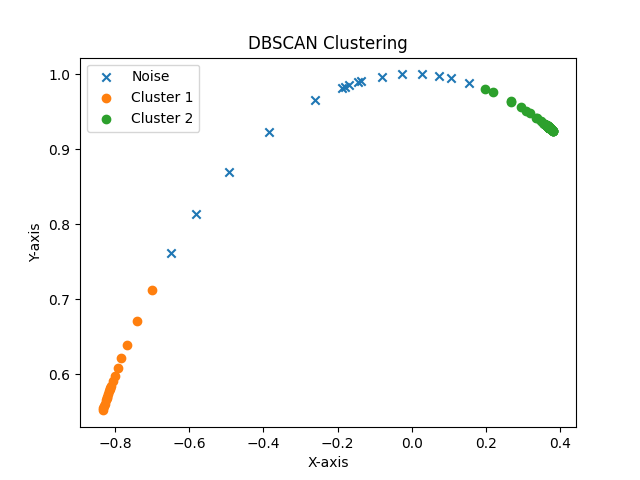 DBSCAN Clustering
Noise
Cluster 1
Cluster 2
1.0
0.9
0.8
0.7
0.6
Y-axis
−0.8 −0.6 −0.4 −0.2 0.0 0.2 0.4
X-axis